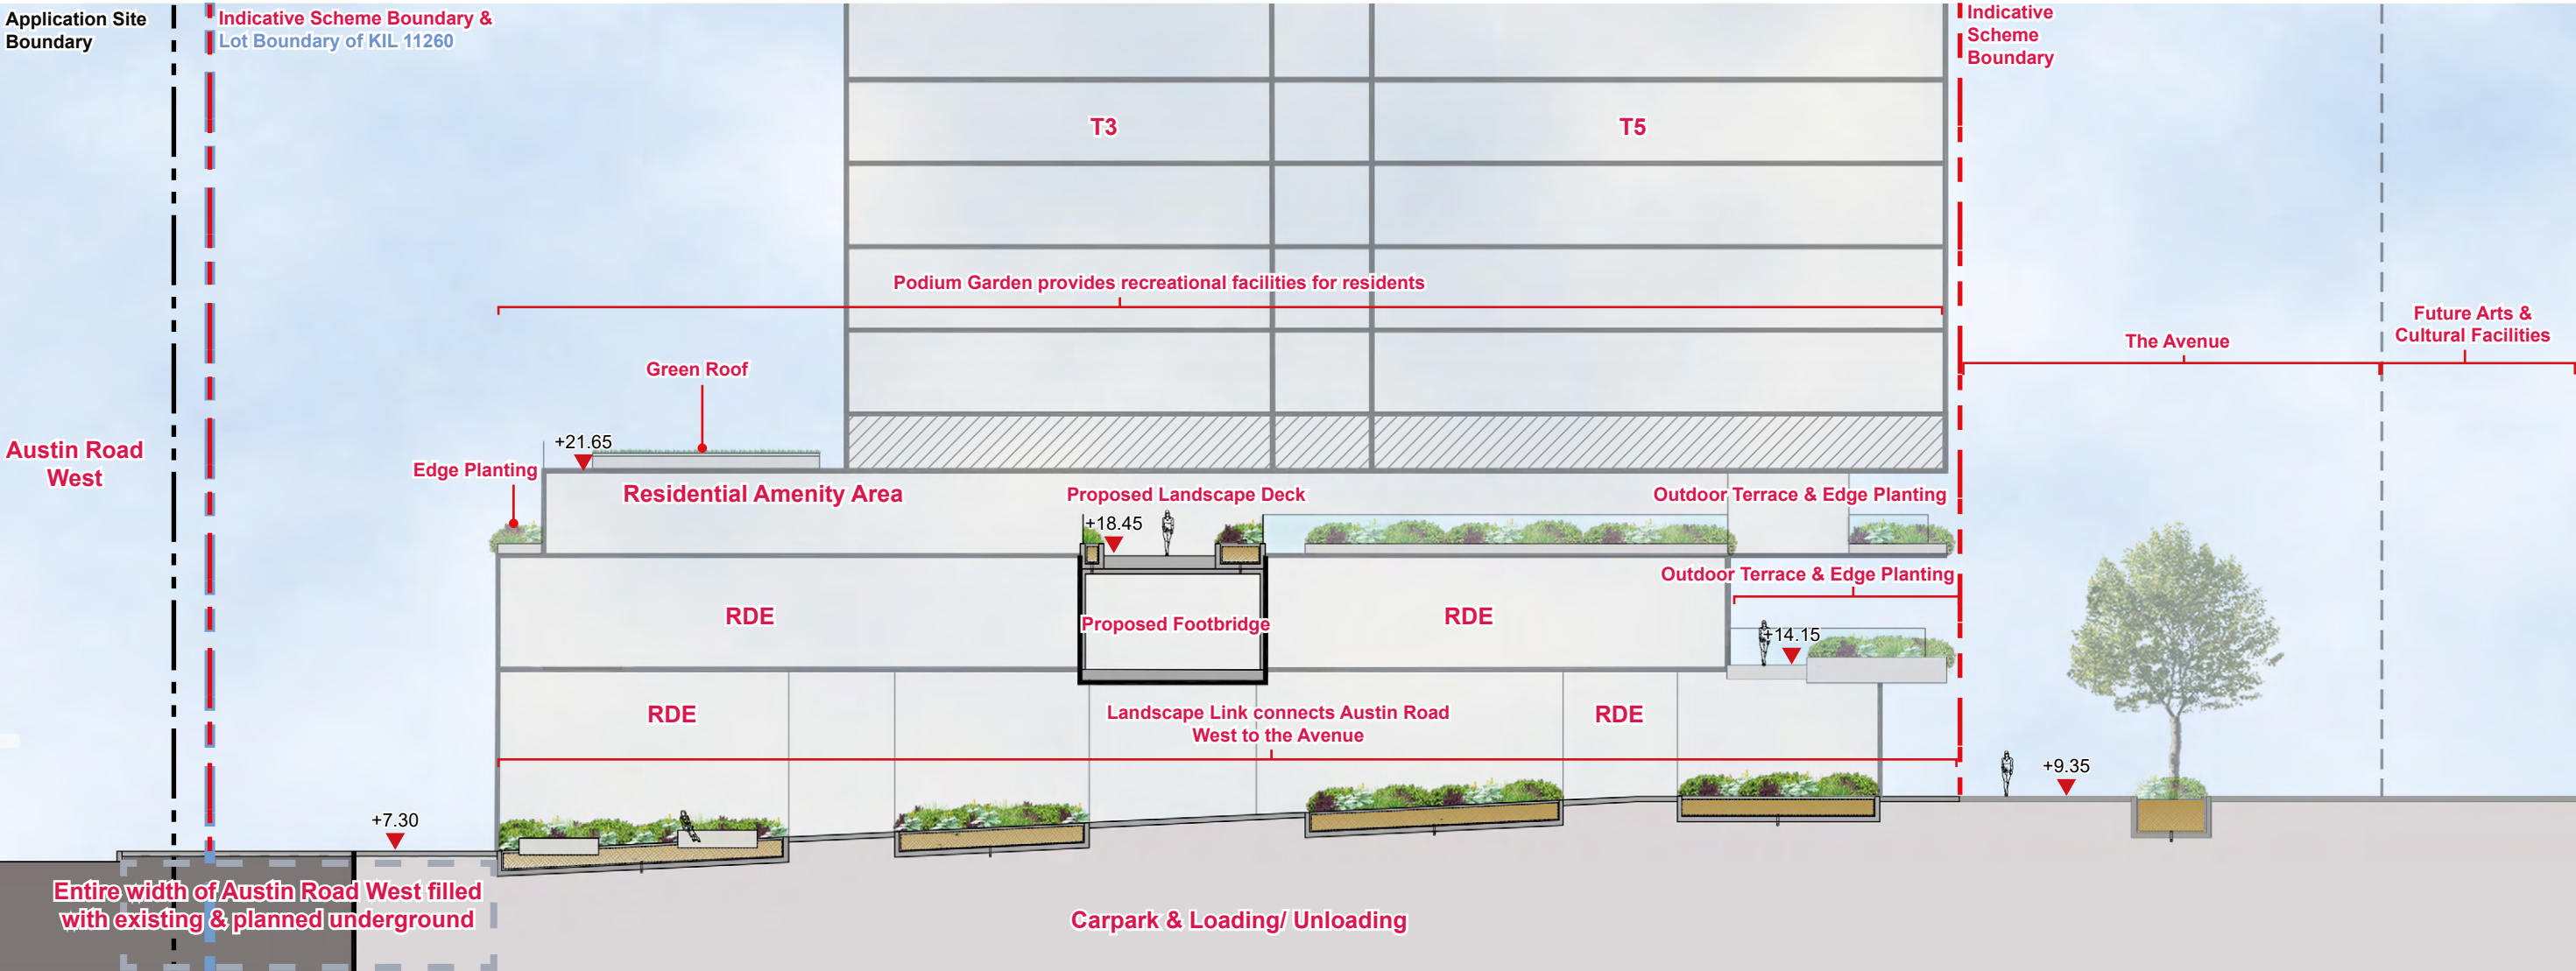 Application Site
Boundary
Indicative Scheme Boundary &
Lot Boundary of KIL 11260
Indicative
Scheme
Boundary
T3
T5
Podium Garden provides recreational facilities for residents
Future Arts &
Cultural Facilities
The Avenue
Green Roof
Austin Road
West
+21.65
Edge Planting
Residential Amenity Area
Proposed Landscape Deck
Outdoor Terrace & Edge Planting
+18.45
Outdoor Terrace & Edge Planting
RDE
Proposed Footbridge
RDE
+14.15
RDE
Landscape Link connects Austin Road
West to the Avenue
RDE
+9.35
+7.30
Entire width of Austin Road West filled
with existing & planned underground
Carpark & Loading/ Unloading